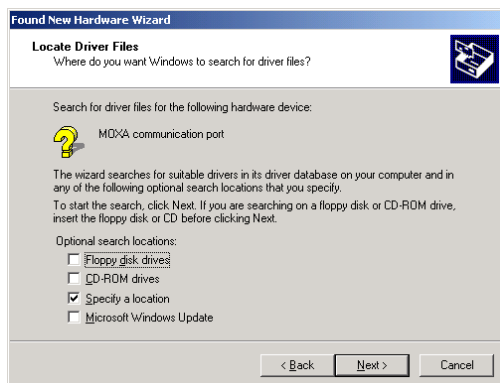 Found New Hardware Wizard
Locate Driver Files
Where do you want Windows to search for driver files?
Search for driver files for the following hardware device:
MOXA communication port
The wizard searches for suitable drivers in its driver database on your computer and in
any of the following optional search locations that you specify.
To start the search, click Next. If you are searching on a floppy disk or CD-ROM drive,
insert the floppy disk or CD before clicking Next.
Optional search locations:
Floppy disk drives
CD-ROM drives
Specify a location
Microsoft Windows Update
< Back Next > Cancel